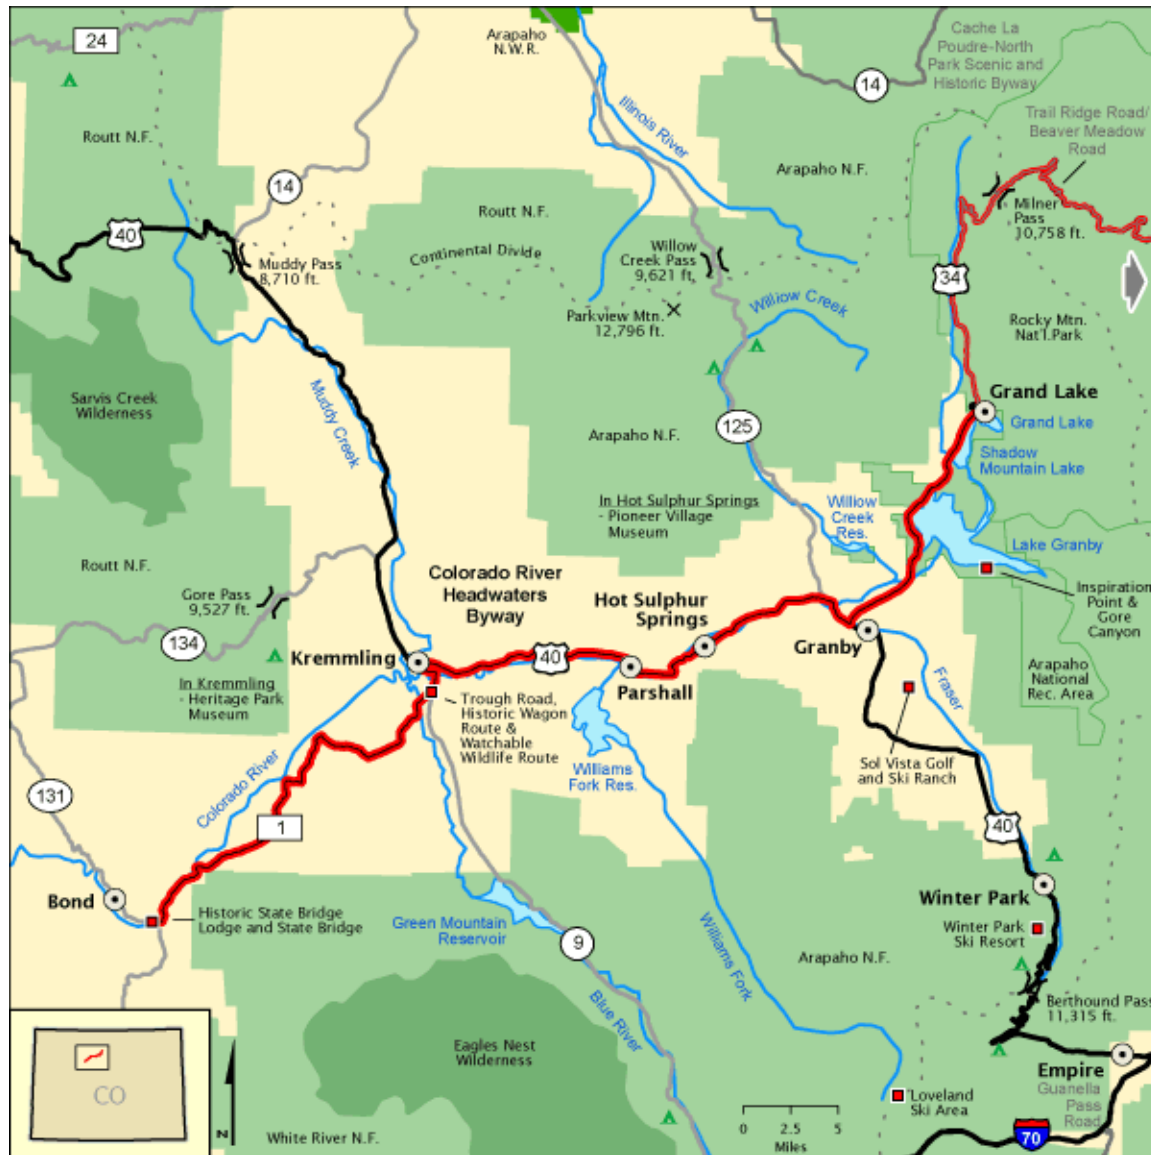 24
Arapaho
N.W.R.
Cache La
Poudre-North
Park Scenic and
Historic Byway
14
Illinois River
Trail Ridge Road/
Beaver Meadow
Road
Routt N.F.
Arapaho N.F.
14
Milner
Pass
10,758 ft.
Routt N.F.
40
Continental Divide
Willow
Creek Pass
9,621 ft.
Muddy Pass
8,710 ft.
34
Williow Creek
Parkview Mtn.
12,796 ft.
Rocky Mtn.
Nat'l.Park
Sarvis Creek
Wilderness
Muddy Creek
Grand Lake
Grand Lake
125
Arapaho N.F.
Shadow
Mountain Lake
In Hot Sulphur Springs
- Pioneer Village
Museum
Williow
Creek
Res.
Lake Granby
Routt N.F.
Gore Pass
9,527 ft.
Colorado River
Headwaters
Byway
Hot Sulphur
Springs
Inspiration
Point &
Gore
Canyon
134
Kremmling
40
Granby
Parshall
Fraser
Arapaho
National
Rec. Area
In Kremmling
- Heritage Park
Museum
Trough Road,
Historic Wagon
Route &
Watchable
Wildlife Route
Colorado River
Williams
Fork Res.
Sol Vista Golf
and Ski Ranch
131
1
40
Bond
Historic State Bridge
Lodge and State Bridge
Green Mountain
Reservoir
9
Winter Park
Winter Park
Ski Resort
Williams Fork
Arapaho N.F.
Blue River
Berthound Pass
11,315 ft.
Eagles Nest
Wilderness
Empire
Guanella
Pass
Road
CO
N
Loveland
Ski Area
0 2.5 5
Miles
White River N.F.
70